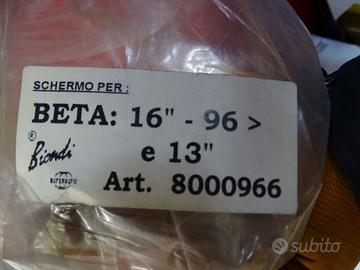 SCHERMO PER :
BETA: 16" - 96 >
e 13"
Biondi
Art. 8000966
subito